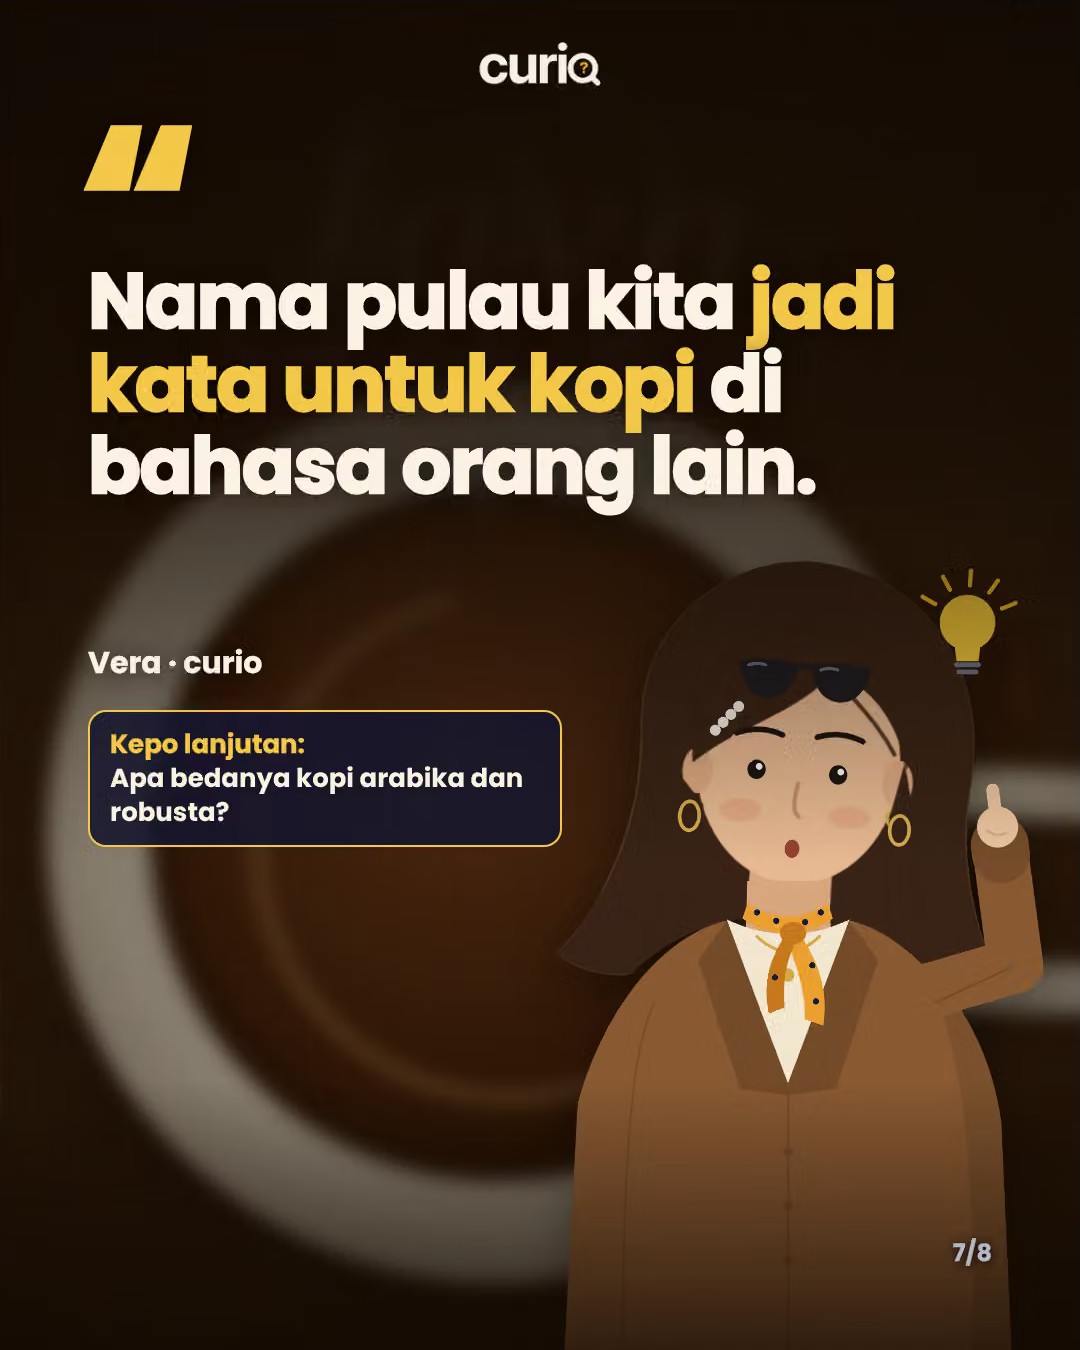 curio
Nama pulau kita jadi
kata untuk kopi di
bahasa orang lain.
Vera · curio
Kepo lanjutan:
Apa bedanya kopi arabika dan
robusta?
7/8